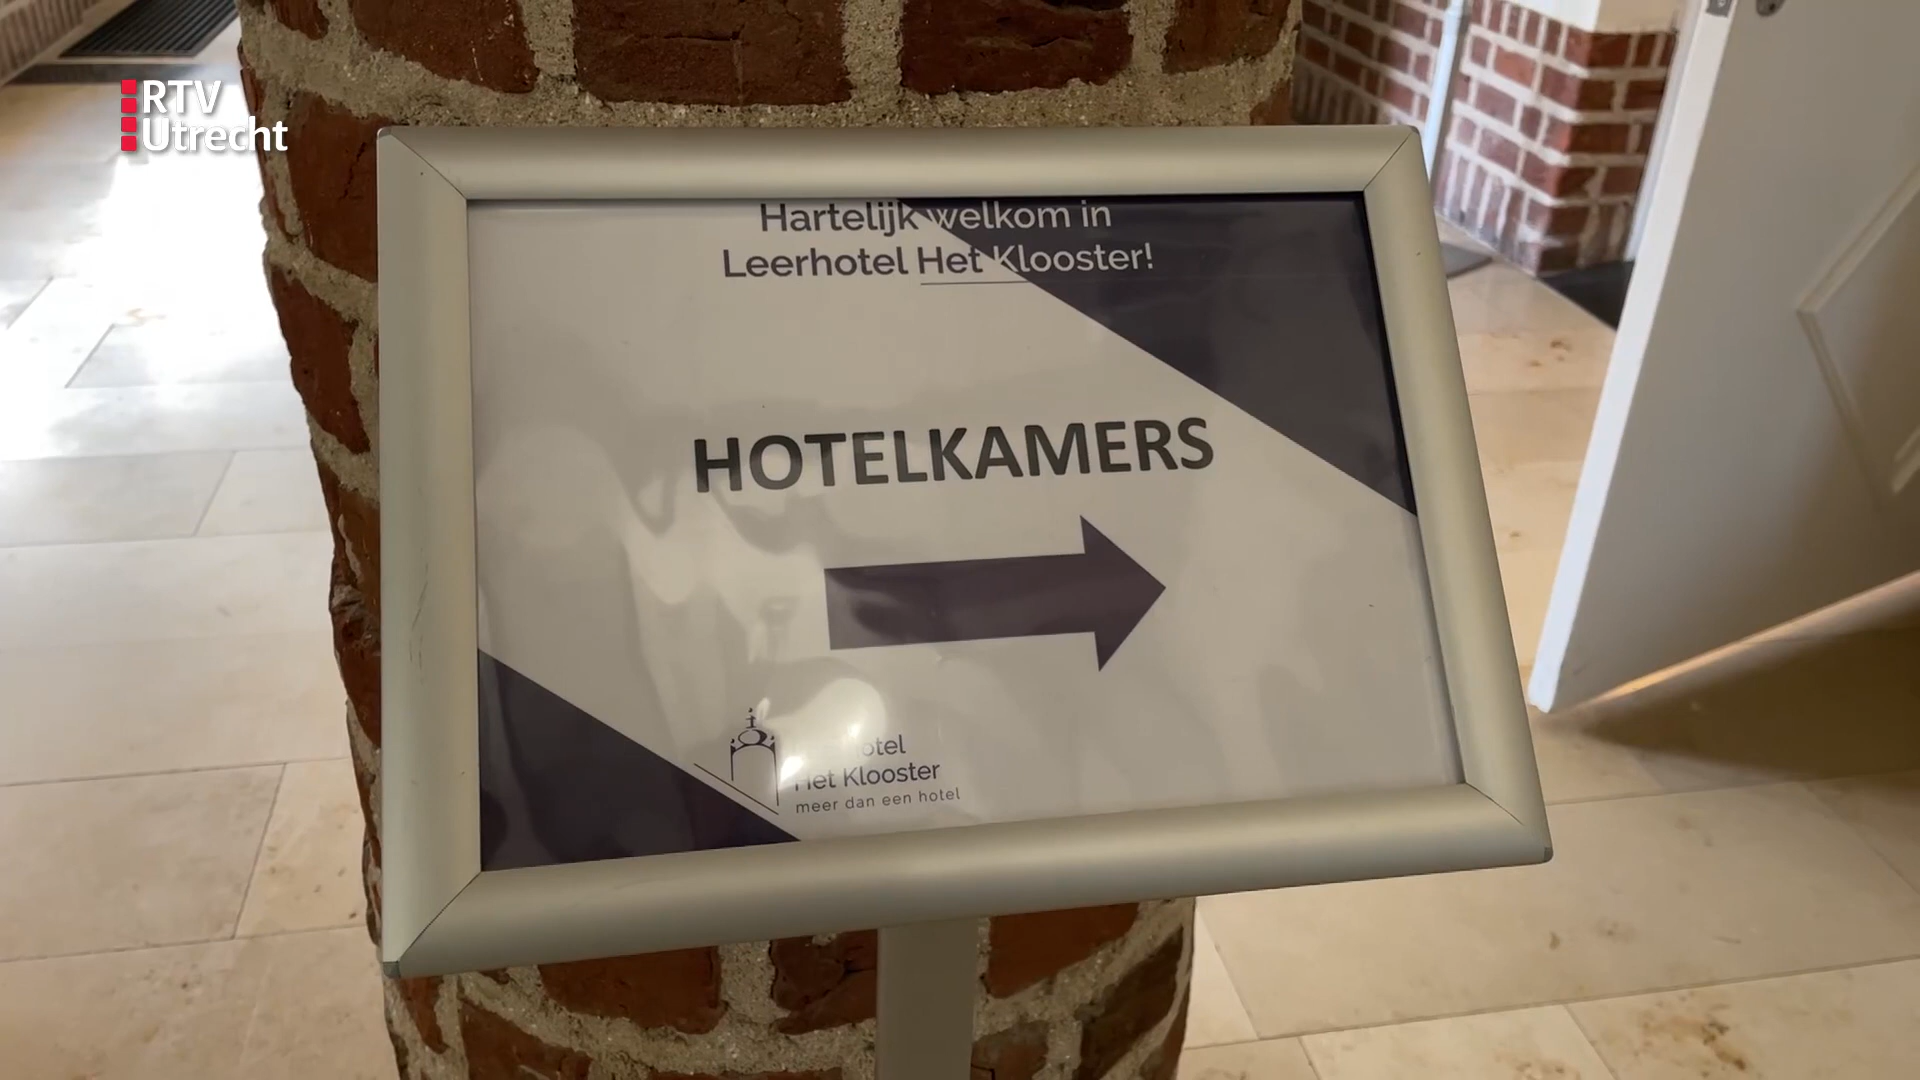 RTV
Utrecht
Hartelijk welkom in
Leerhotel Het Klooster!
HOTELKAMERS
Het Klooster
meer dan een hotel